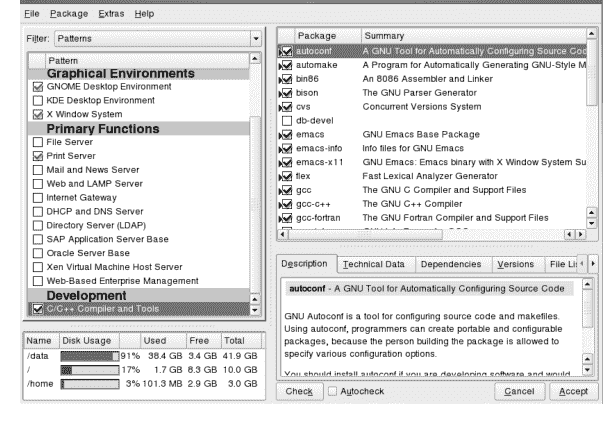 File Package Extras Help
Filter: Patterns
Pattern
Graphical Environments
GNOME Desktop Environment
KDE Desktop Environment
X Window System
Primary Functions
File Server
Print Server
Mail and News Server
Web and LAMP Server
Internet Gateway
DHCP and DNS Server
Directory Server (LDAP)
SAP Application Server Base
Oracle Server Base
Xen Virtual Machine Host Server
Web-Based Enterprise Management
Development
C/C++ Compiler and Tools
Name Disk Usage Used Free Total
/data 91% 38.4 GB 3.4 GB 41.9 GB
/ 17% 1.7 GB 8.3 GB 10.0 GB
/home 3% 101.3 MB 2.9 GB 3.0 GB
Package Summary
autoconf A GNU Tool for Automatically Configuring Source Cod
automake A Program for Automatically Generating GNU-Style M
bin86 An 8086 Assembler and Linker
bison The GNU Parser Generator
cvs Concurrent Versions System
db-devel
emacs GNU Emacs Base Package
emacs-info Info files for GNU Emacs
emacs-x11 GNU Emacs: Emacs binary with X Window System Su
flex Fast Lexical Analyzer Generator
gcc The GNU C Compiler and Support Files
gcc-c++ The GNU C++ Compiler
gcc-fortran The GNU Fortran Compiler and Support Files
Description Technical Data Dependencies Versions File Lis
autoconf - A GNU Tool for Automatically Configuring Source Code
GNU Autoconf is a tool for configuring source and makefiles.
Using autoconf, programmers can create portable and configurable
packages, because the person building the package is allowed to
specify various configuration options.
You should install autoconf if you are developing software and would
Check Autocheck Cancel Accept